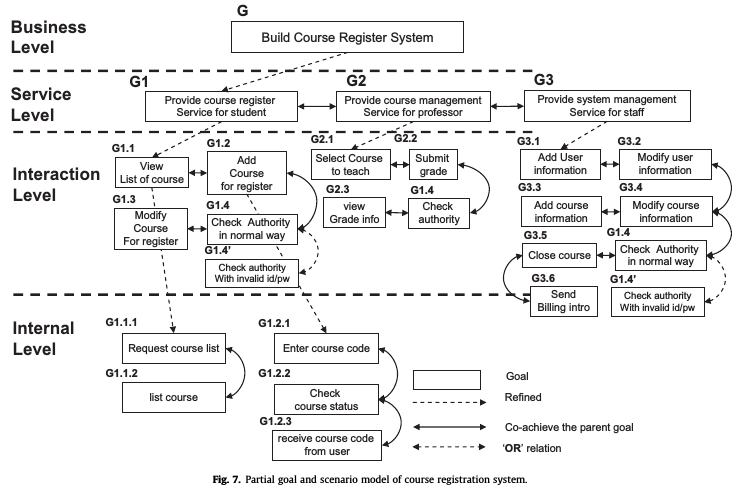 G
Business
Level
Build Course Register System
G1
G2
G3
Service
Level
Provide course register
Service for student
Provide course management
Service for professor
Provide system management
Service for staff
Interaction
Level
G1.1
View
List of course
G1.2
Add
Course
for register
G1.3
Modify
Course
For register
G1.4
Check Authority
in normal way
G1.4'
Check authority
With invalid id/pw
G2.1
Select Course
to teach
G2.2
Submit
grade
G2.3
view
Grade info
G1.4
Check
authority
G3.1
Add User
information
G3.2
Modify user
information
G3.3
Add course
information
G3.4
Modify course
information
G3.5
Close course
G1.4
Check Authority
in normal way
G3.6
Send
Billing intro
G1.4'
Check authority
With invalid id/pw
Internal
Level
G1.1.1
Request course list
G1.1.2
list course
G1.2.1
Enter course code
G1.2.2
Check
course status
G1.2.3
receive course code
from user
Goal
Refined
Co-achieve the parent goal
'OR' relation
Fig. 7. Partial goal and scenario model of course registration system.